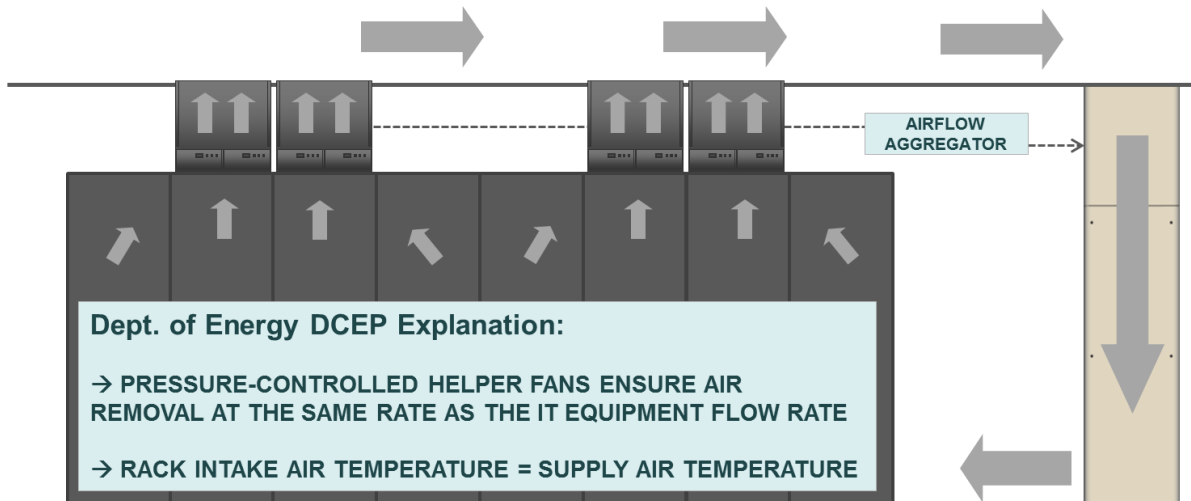 AIRFLOW
AGGREGATOR
Dept. of Energy DCEP Explanation:
→ PRESSURE-CONTROLLED HELPER FANS ENSURE AIR
REMOVAL AT THE SAME RATE AS THE IT EQUIPMENT FLOW RATE
→ RACK INTAKE AIR TEMPERATURE = SUPPLY AIR TEMPERATURE